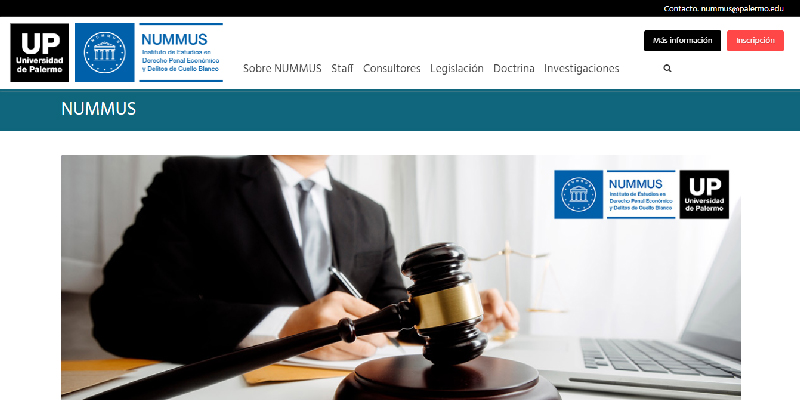 Contacto. nummus@palermo.edu
UP
Universidad
de Palermo
NUMMUS
Instituto de Estudios en
Derecho Penal Económico
y Delitos de Cuello Blanco
Más información
Inscripción
Sobre NUMMUS Staff Consultores Legislación Doctrina Investigaciones
NUMMUS
NUMMUS
Instituto de Estudios en
Derecho Penal Económico
y Delitos de Cuello Blanco
UP
Universidad
de Palermo